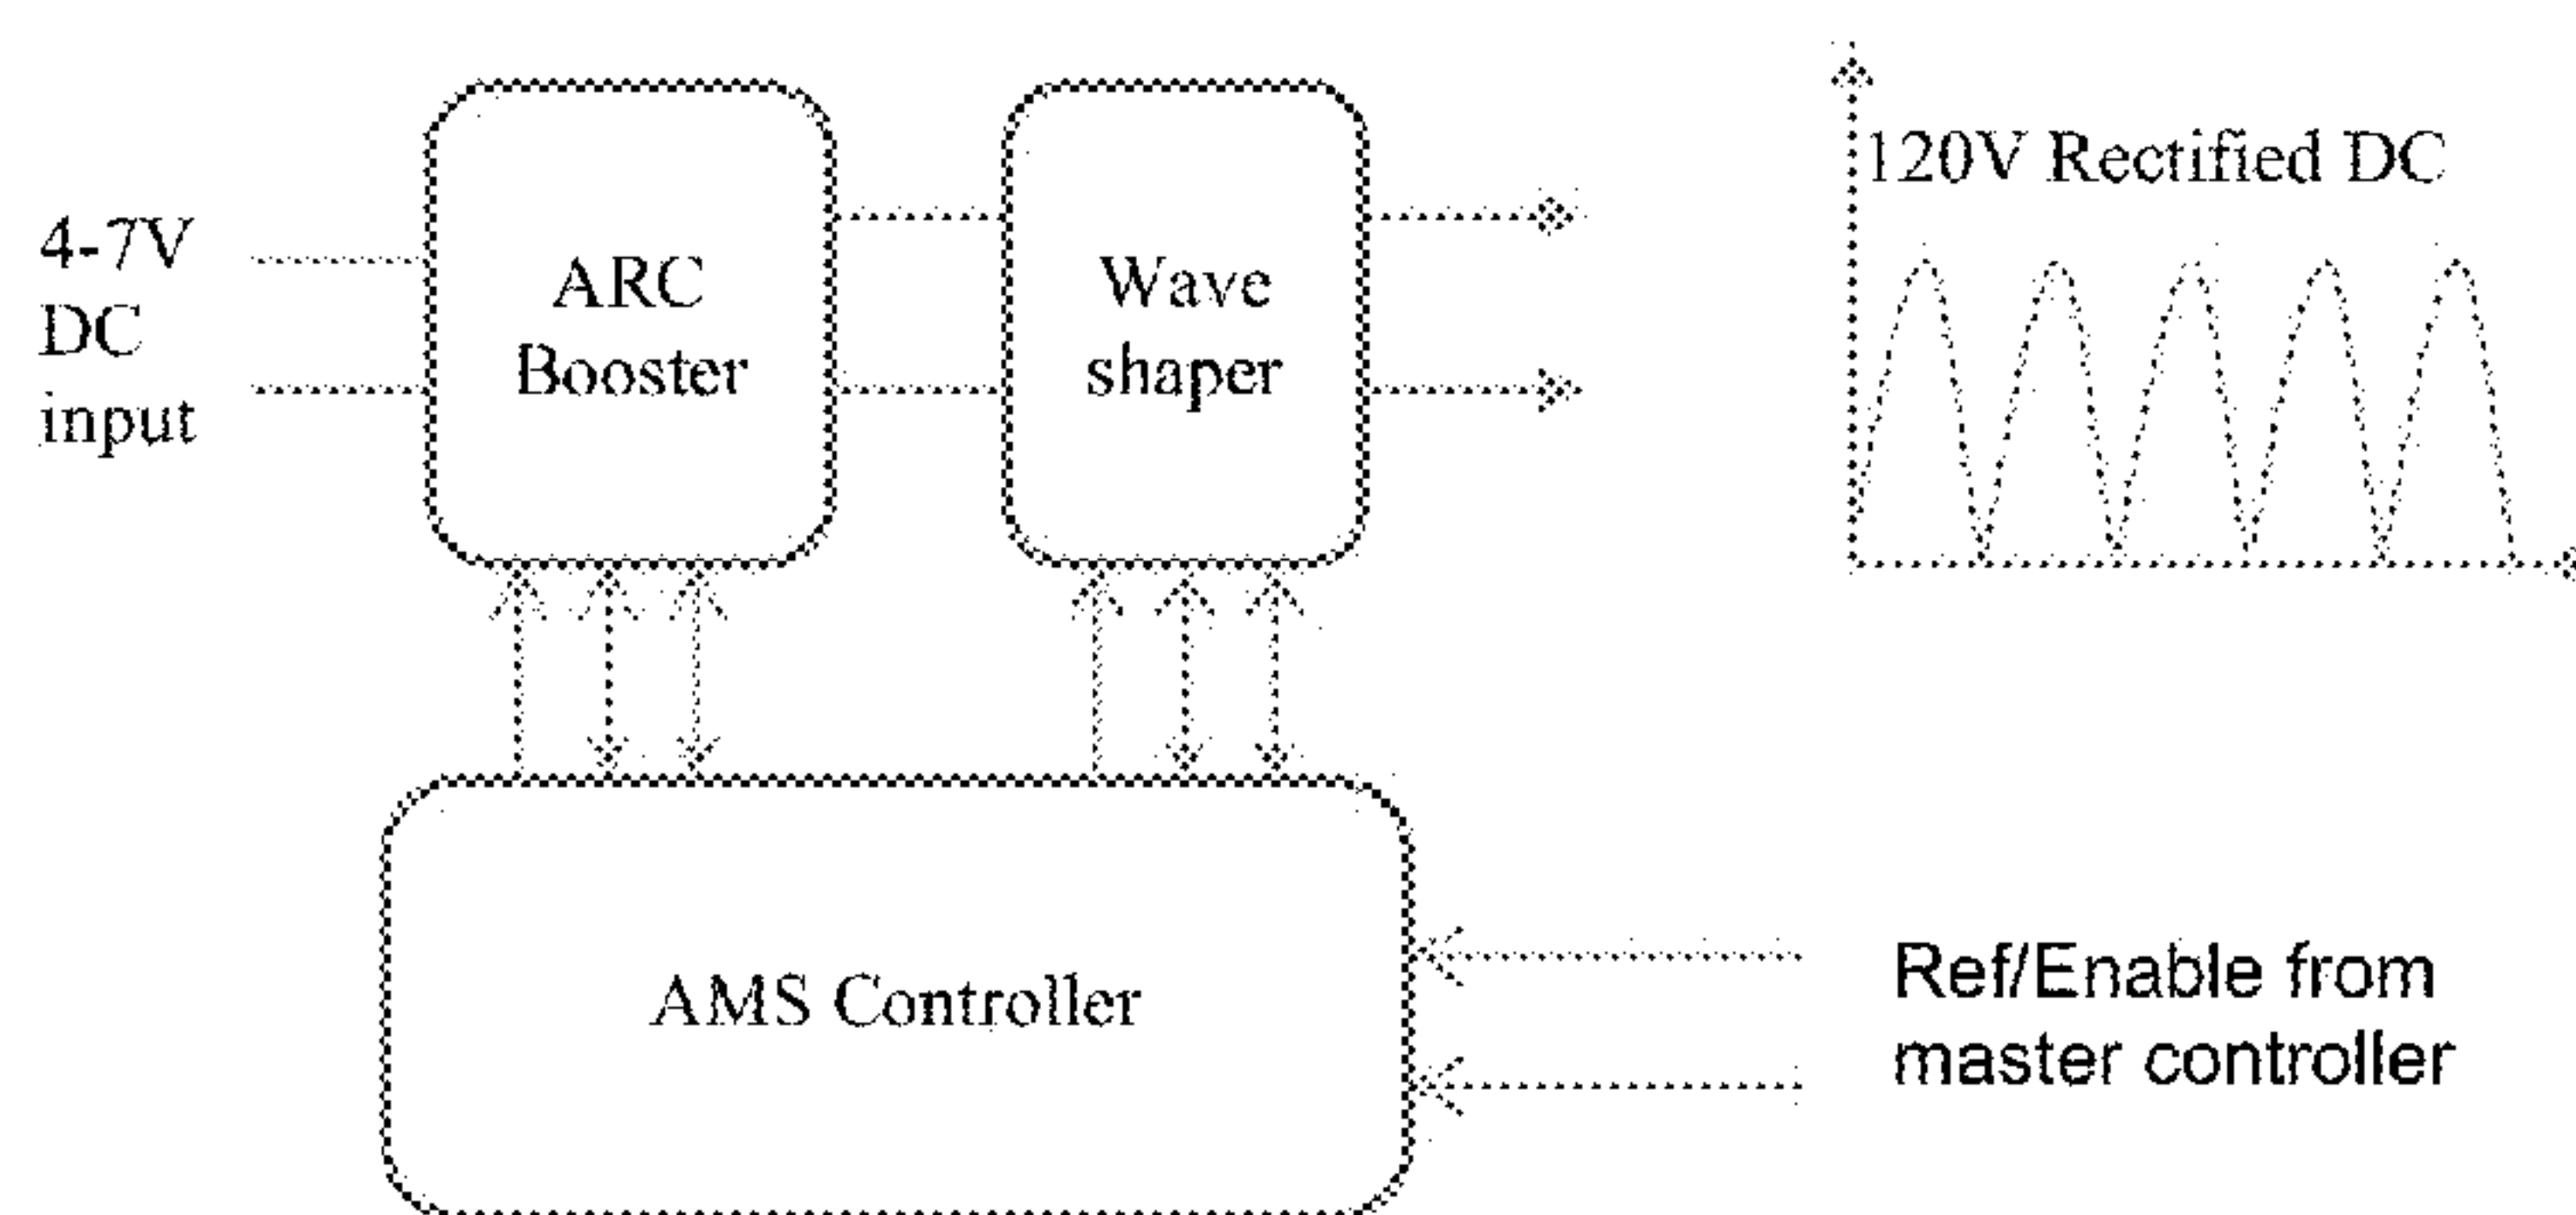 120V Rectified DC
4-7V
DC
input
ARC
Booster
Wave
shaper
AMS Controller
Ref/Enable from
master controller